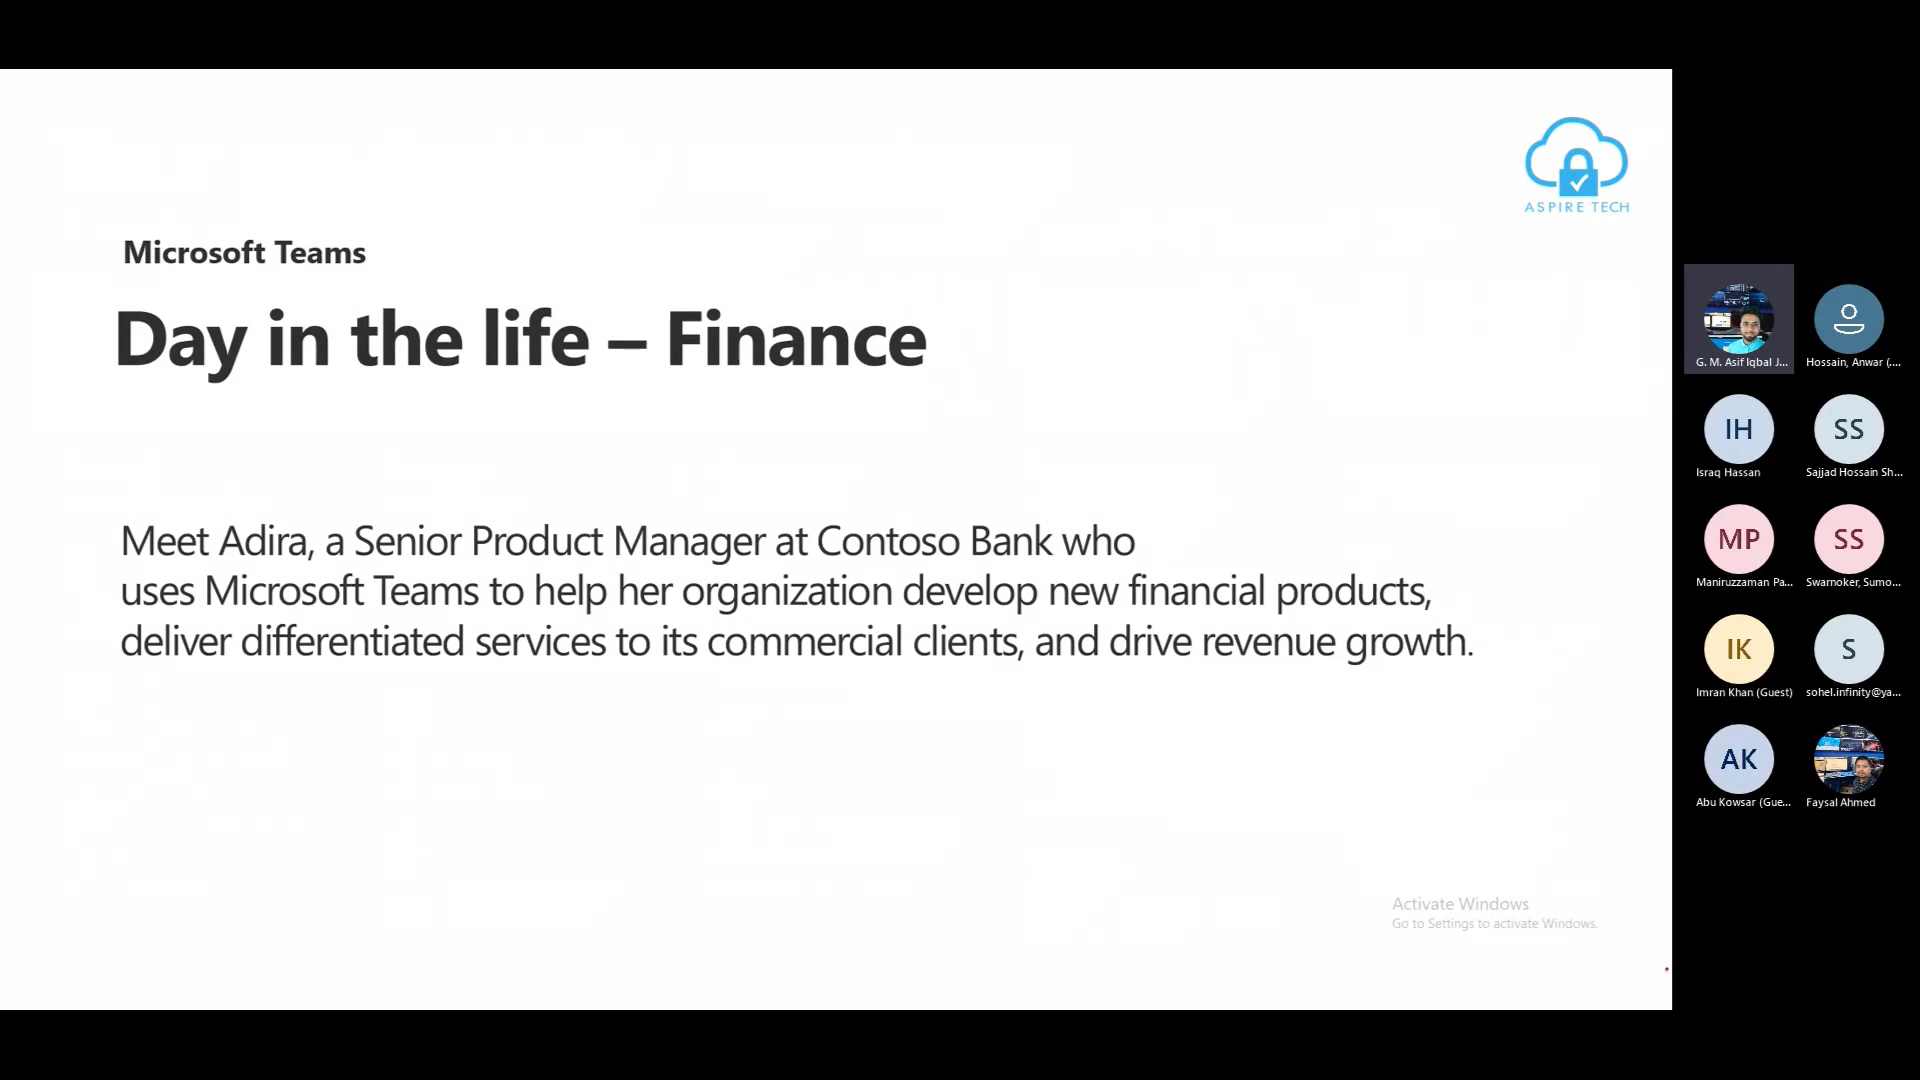 ASPIRE TECH
Microsoft Teams
Day in the life – Finance
Meet Adira, a Senior Product Manager at Contoso Bank who
uses Microsoft Teams to help her organization develop new financial products,
deliver differentiated services to its commercial clients, and drive revenue growth.
Activate Windows
Go to Settings to activate Windows.
G. M. Asif Iqbal J...
Hossain, Anwar (....
IH
Israq Hassan
SS
Sajjad Hossain Sh...
MP
Maniruzzaman Pa...
SS
Swarnoker, Sumo...
IK
Imran Khan (Guest)
S
sohel.infinity@ya...
AK
Abu Kowsar (Gue...
Faysal Ahmed